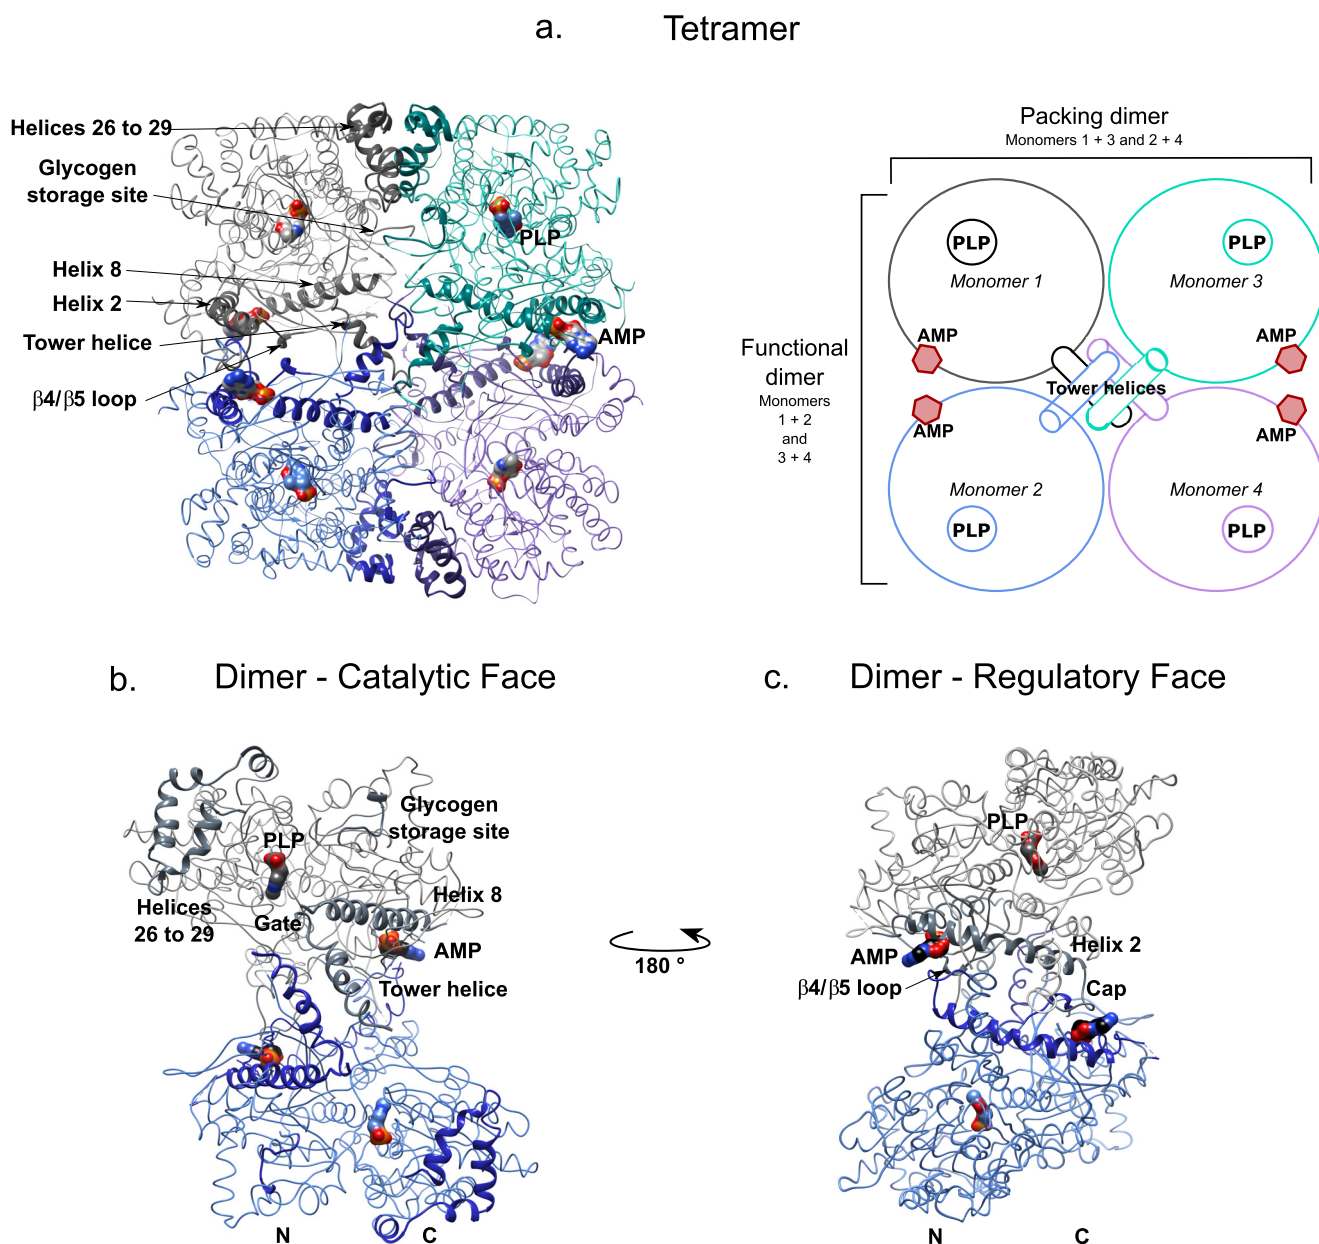 a. Tetramer
Helices 26 to 29
Glycogen
storage site
Helix 8
Helix 2
Tower helice
β4/β5 loop
PLP
AMP
Packing dimer
Monomers 1 + 3 and 2 + 4
Functional
dimer
Monomers
1 + 2
and
3 + 4
PLP
Monomer 1
AMP
PLP
Monomer 3
AMP
Tower helices
AMP
Monomer 2
PLP
AMP
Monomer 4
PLP
b. Dimer - Catalytic Face
Glycogen
storage site
PLP
Helix 8
Helices
26 to 29
Gate
AMP
Tower helice
N C
180 °
c. Dimer - Regulatory Face
PLP
Helix 2
AMP
β4/β5 loop
Cap
N C